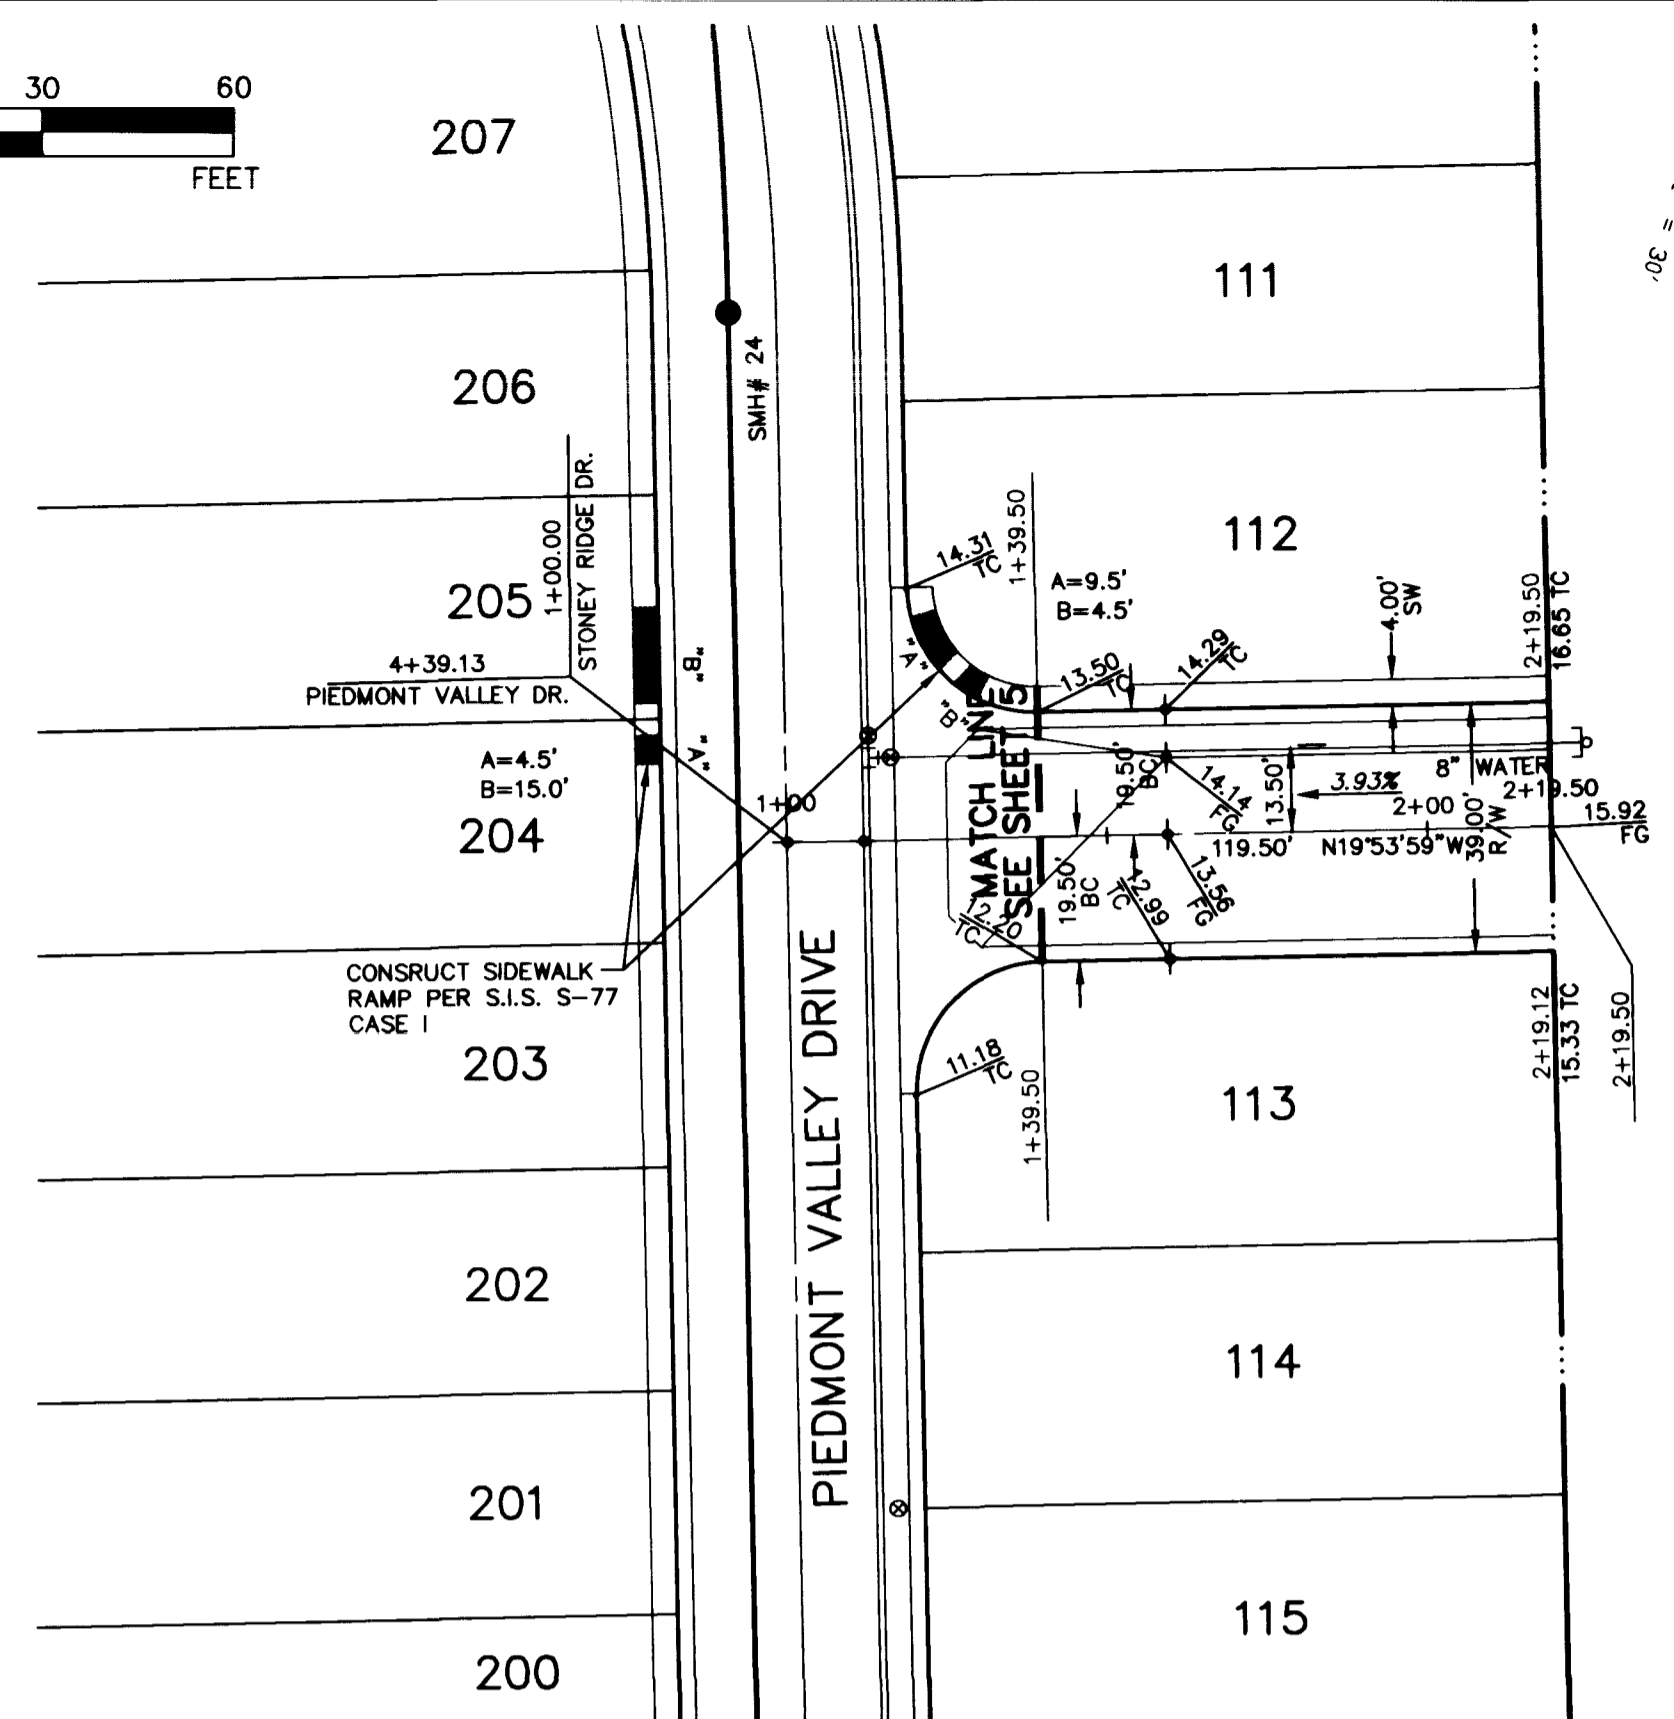 30 60
FEET
= 30'
207
206
205
204
203
202
201
200
111
112
113
114
115
SMH# 24
1+00.00
STONEY RIDGE DR.
4+39.13
PIEDMONT VALLEY DR.
"B"
"A"
A=4.5'
B=15.0'
CONSRUCT SIDEWALK
RAMP PER S.I.S. S-77
CASE I
1+00
PIEDMONT VALLEY DRIVE
14.31
TC
1+39.50
A=9.5'
B=4.5'
"A"
"B"
13.50
TC
14.29
TC
4.00'
SW
2+19.50
16.65 TC
MATCH LINE
SEE SHEET 5
19.50'
BC
14.14
FG
13.50'
3.93%
8" WATER
2+19.50
2+00
39.00'
R/W
15.92
FG
119.50'
N19°53'59"W
19.50'
BC
12.20
TC
12.99
TC
13.56
FG
11.18
TC
1+39.50
2+19.12
15.33 TC
2+19.50